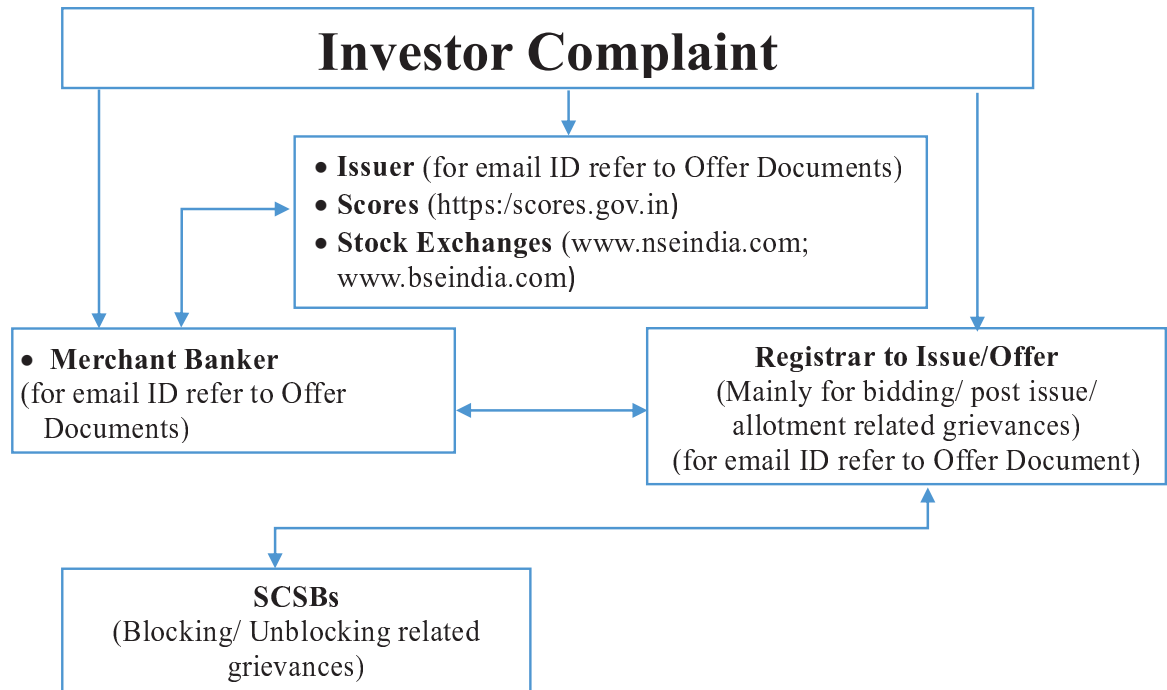 Investor Complaint
• Issuer (for email ID refer to Offer Documents)
• Scores (https:/scores.gov.in)
• Stock Exchanges (www.nseindia.com;
www.bseindia.com)
• Merchant Banker
(for email ID refer to Offer
Documents)
Registrar to Issue/Offer
(Mainly for bidding/ post issue/
allotment related grievances)
(for email ID refer to Offer Document)
SCSBs
(Blocking/ Unblocking related
grievances)